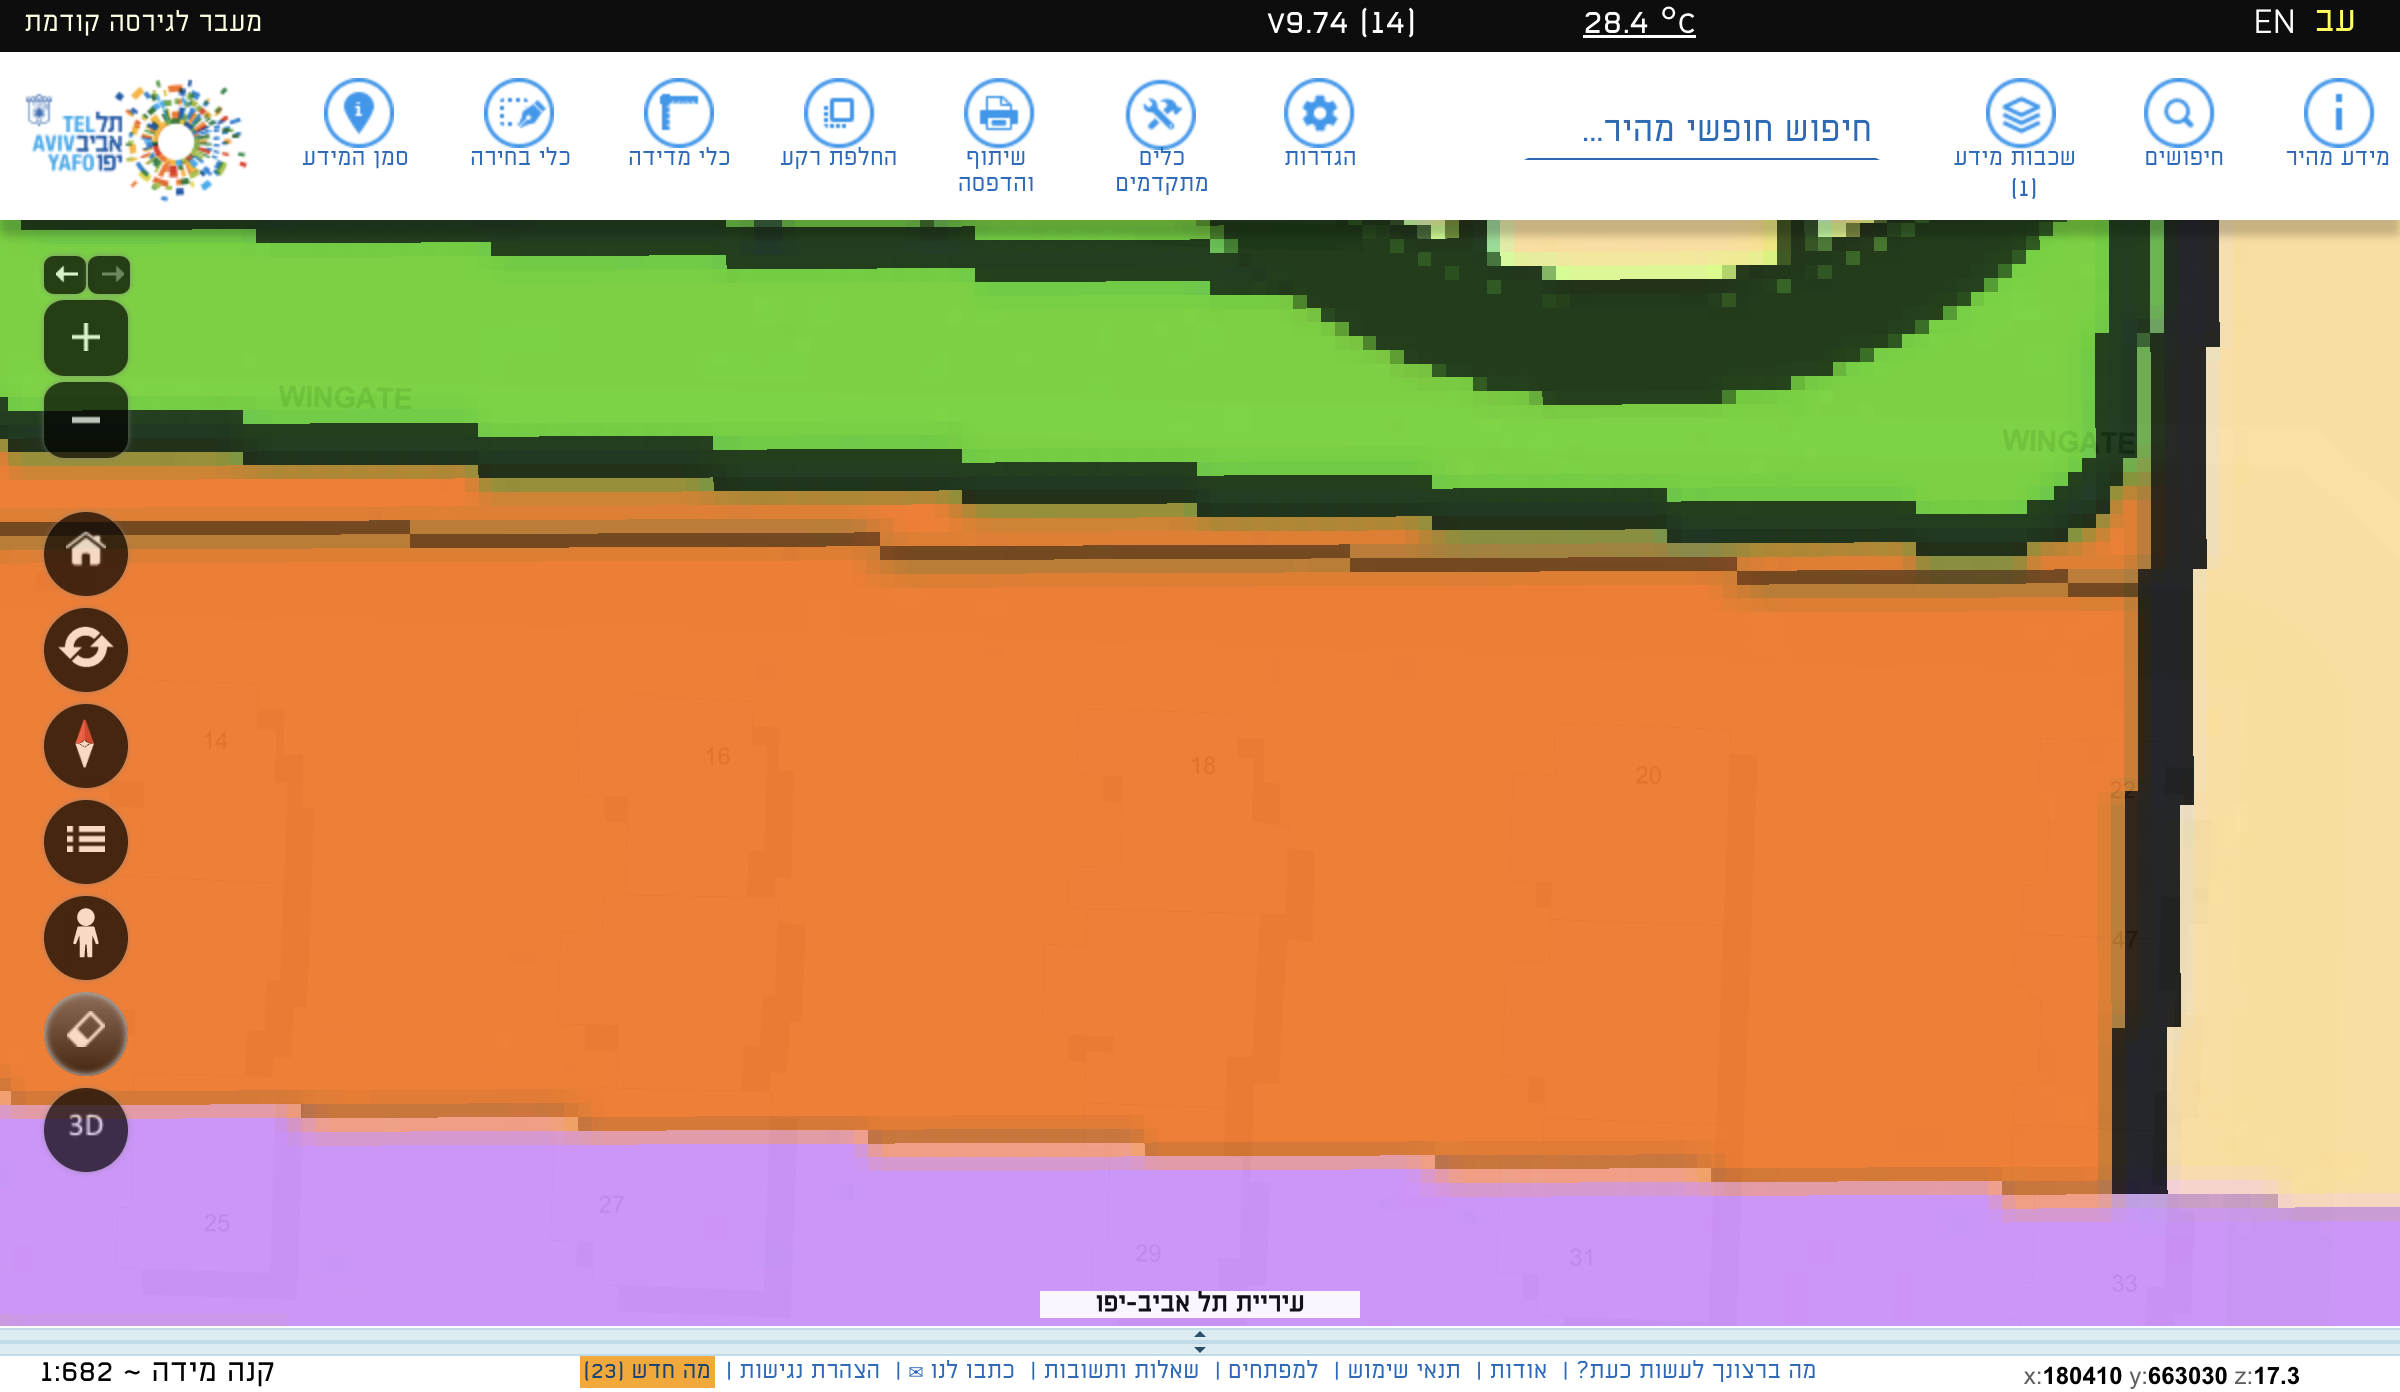 מעבר לגירסה קודמת
V9.74 (14)
28.4 °C
EN עב
תל אביב יפו
TEL AVIV YAFO
סמן המידע
כלי בחירה
כלי מדידה
החלפת רקע
שיתוף והדפסה
כלים מתקדמים
הגדרות
חיפוש חופשי מהיר...
שכבות מידע (1)
חיפושים
מידע מהיר
WINGATE
WINGATE
14
16
18
20
22
47
3D
25
27
29
31
33
עיריית תל אביב-יפו
קנה מידה ~ 1:682
מה ברצונך לעשות כעת? | אודות | תנאי שימוש | למפתחים | שאלות ותשובות | כתבו לנו ✉ | הצהרת נגישות | מה חדש (23)
x:180410 y:663030 z:17.3